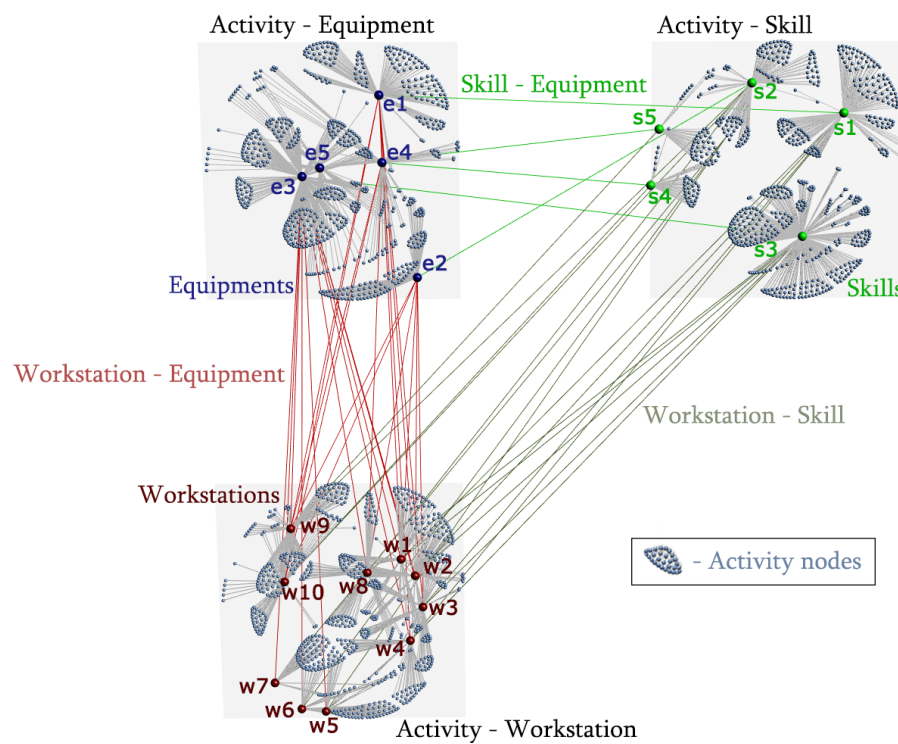 Activity - Equipment
Activity - Skill
e1
Skill - Equipment
s2
s1
s5
e4
e5
e3
s4
s3
e2
Equipments
Skills
Workstation - Equipment
Workstation - Skill
Workstations
w9
w1
w2
w8
w10
w3
w4
w7
w6
w5
Activity - Workstation
- Activity nodes